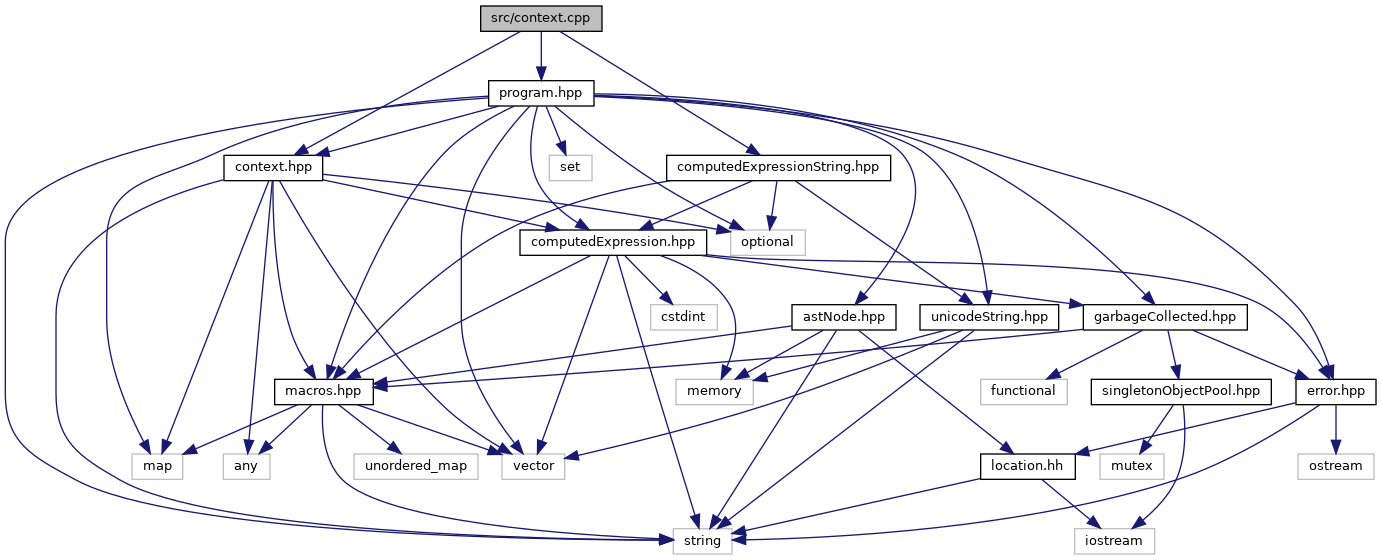 src/context.cpp
program.hpp
context.hpp
set
computedExpressionString.hpp
computedExpression.hpp
optional
cstdint
astNode.hpp
unicodeString.hpp
garbageCollected.hpp
macros.hpp
memory
functional
singletonObjectPool.hpp
error.hpp
map
any
unordered_map
vector
location.hh
mutex
ostream
string
iostream